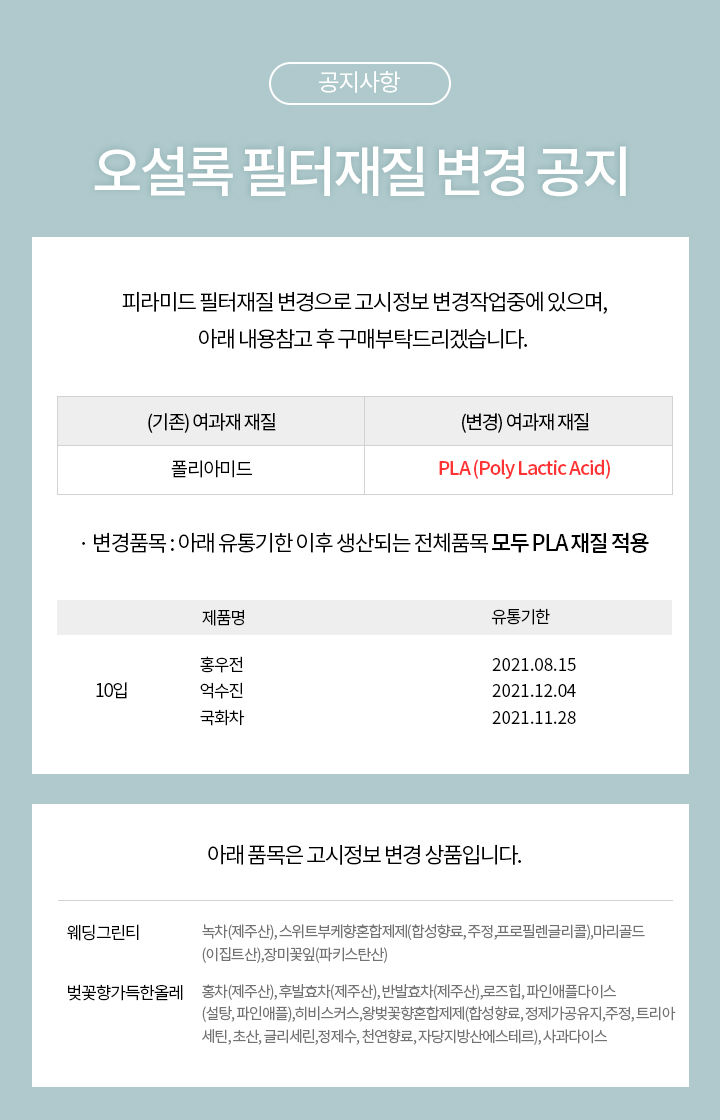 공지사항
오설록 필터재질 변경 공지
피라미드 필터재질 변경으로 고시정보 변경작업중에 있으며,
아래 내용참고 후 구매부탁드리겠습니다.
(기존) 여과재 재질 (변경) 여과재 재질
폴리아미드 PLA (Poly Lactic Acid)
· 변경품목 : 아래 유통기한 이후 생산되는 전체품목 모두 PLA 재질 적용
제품명 유통기한
홍우전 2021.08.15
10입 억수진 2021.12.04
국화차 2021.11.28
아래 품목은 고시정보 변경 상품입니다.
웨딩그린티 녹차(제주산), 스위트부케향혼합제제(합성향료, 주정,프로필렌글리콜),마리골드
(이집트산),장미꽃잎(파키스탄산)
벚꽃향가득한올레 홍차(제주산), 후발효차(제주산), 반발효차(제주산),로즈힙, 파인애플다이스
(설탕, 파인애플),히비스커스,왕벚꽃향혼합제제(합성향료, 정제가공유지,주정, 트리아
세틴, 초산, 글리세린,정제수, 천연향료, 자당지방산에스테르), 사과다이스